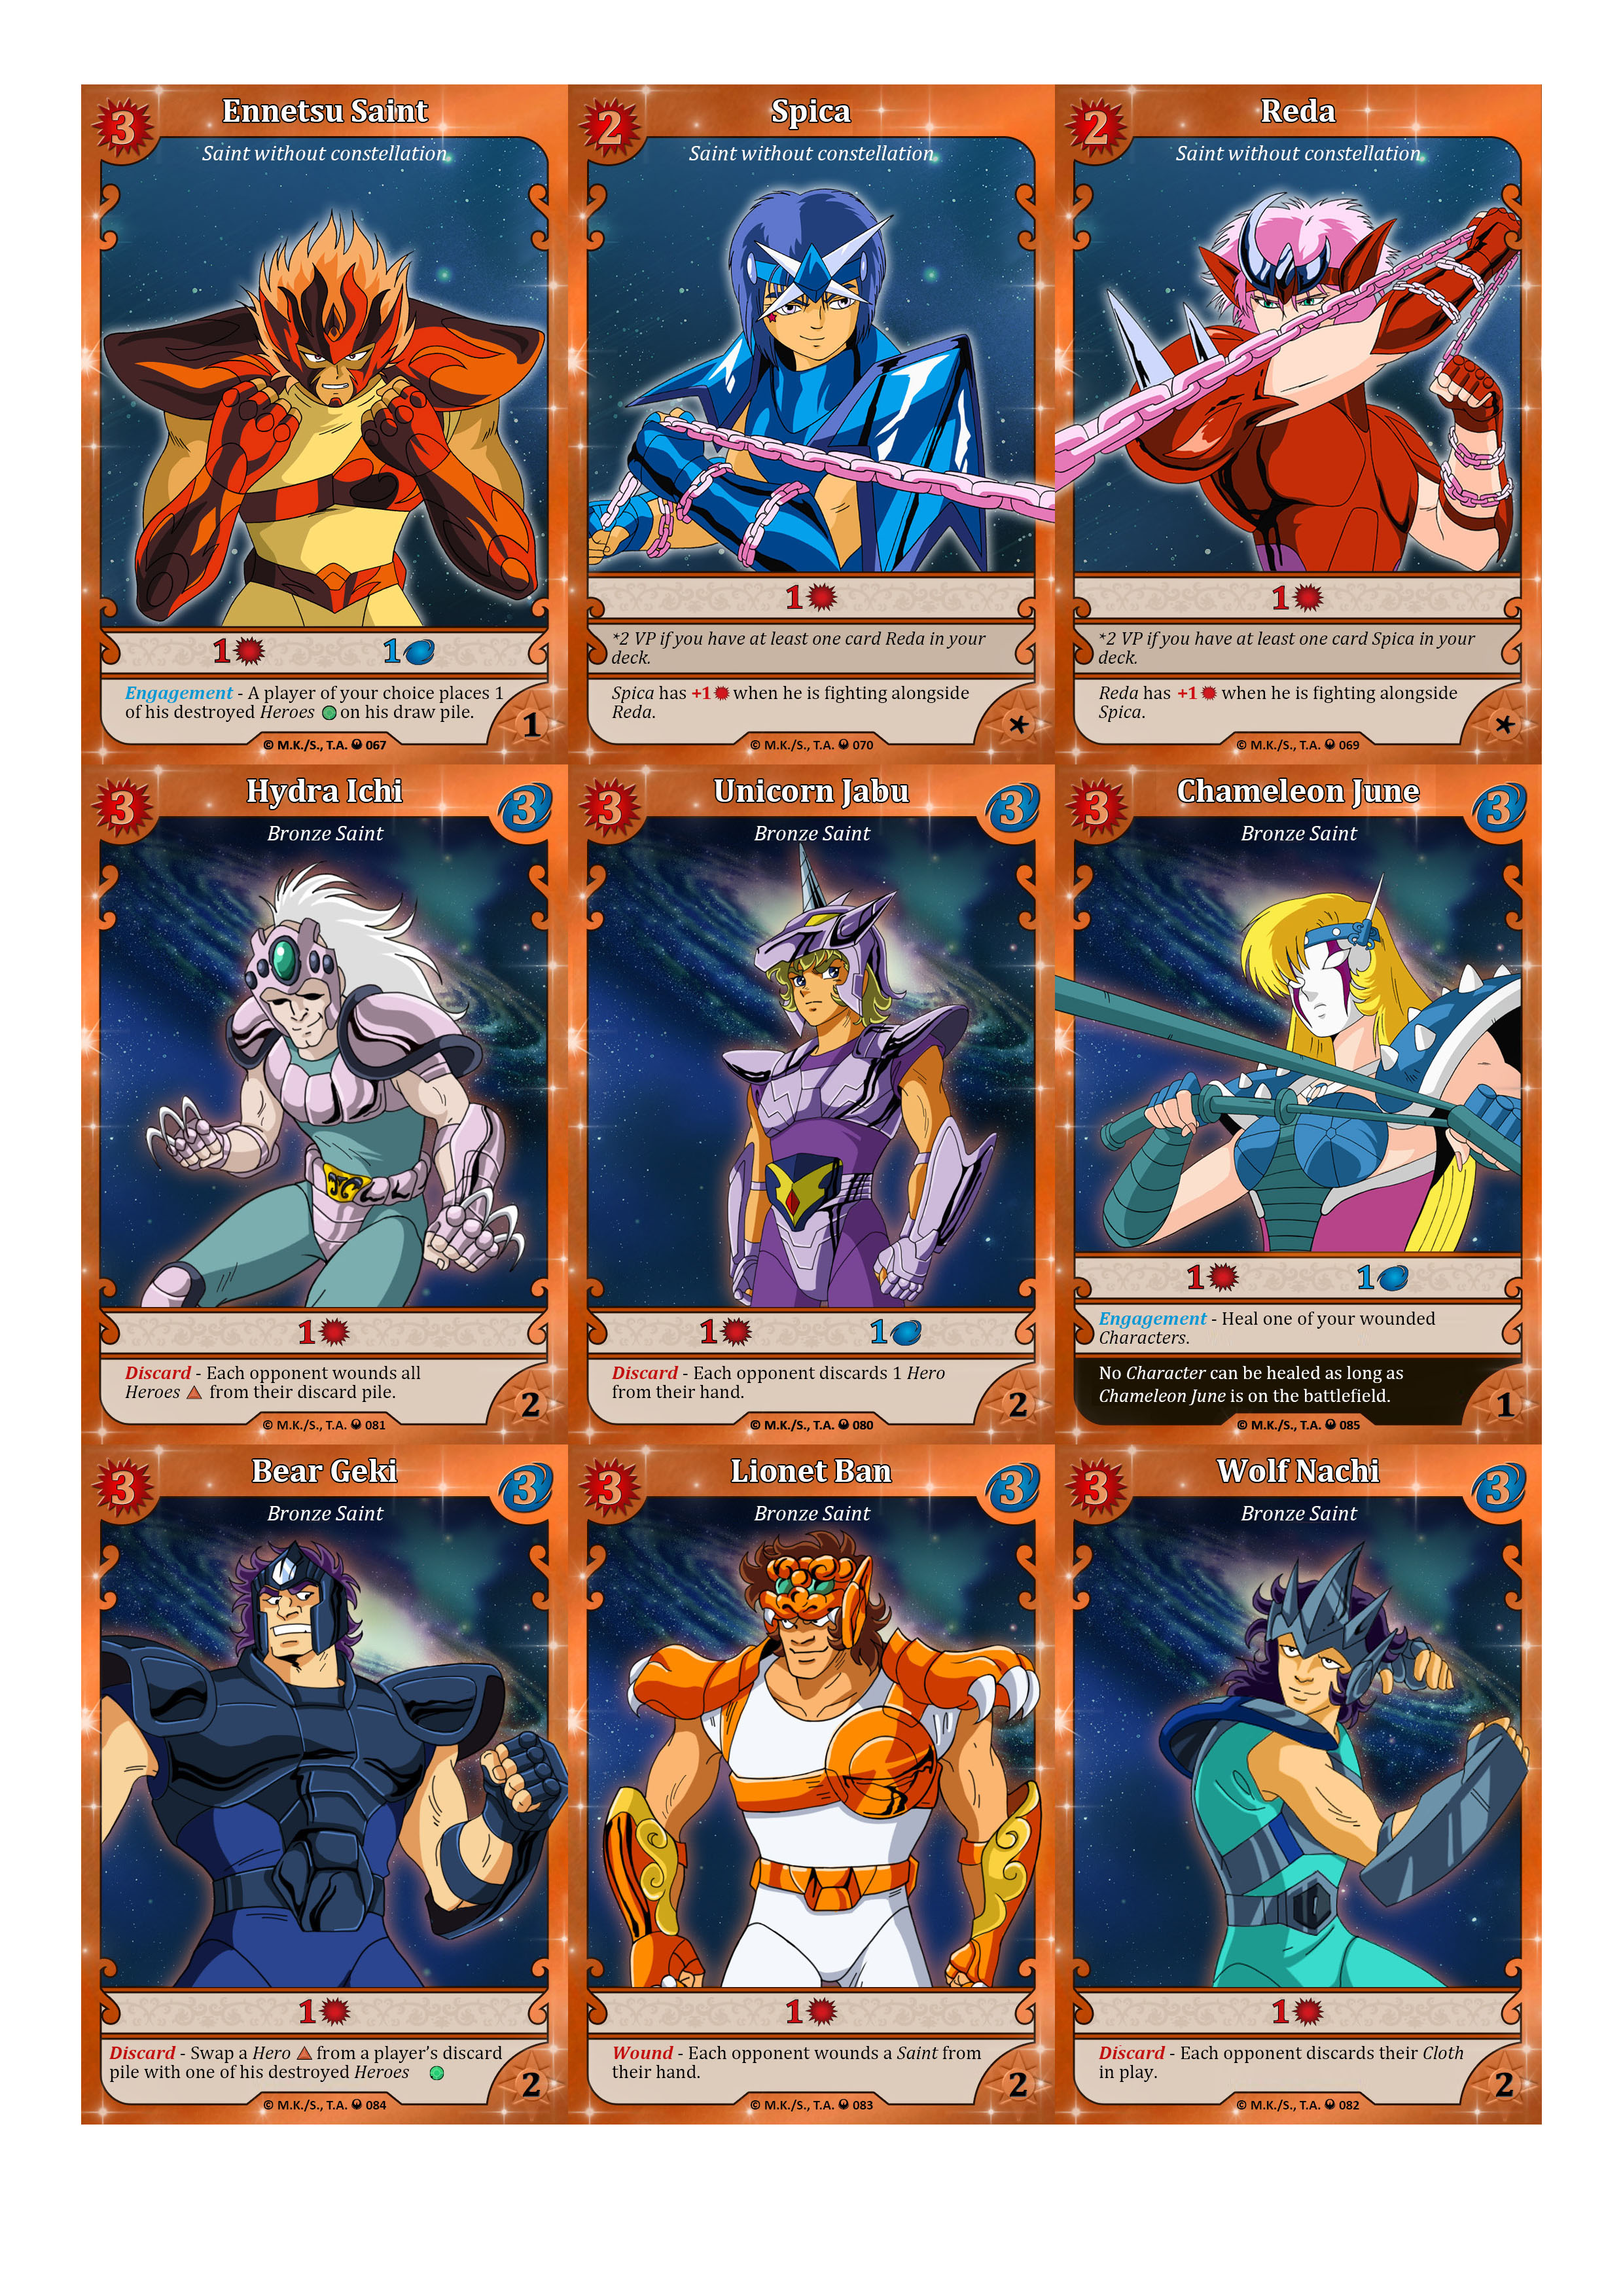 Ennetsu Saint
3
Saint without constellation
1 1
Engagement - A player of your choice places 1
of his destroyed Heroes on his draw pile.
1
© M.K./S., T.A. 067
Spica
2
Saint without constellation
1
*2 VP if you have at least one card Reda in your
deck.
Spica has +1 when he is fighting alongside
Reda.
*
© M.K./S., T.A. 070
Reda
2
Saint without constellation
1
*2 VP if you have at least one card Spica in your
deck.
Reda has +1 when he is fighting alongside
Spica.
*
© M.K./S., T.A. 069
Hydra Ichi
3 3
Bronze Saint
1
Discard - Each opponent wounds all
Heroes from their discard pile.
2
© M.K./S., T.A. 081
Unicorn Jabu
3 3
Bronze Saint
1 1
Discard - Each opponent discards 1 Hero
from their hand.
2
© M.K./S., T.A. 080
Chameleon June
3 3
Bronze Saint
1 1
Engagement - Heal one of your wounded
Characters.
No Character can be healed as long as
Chameleon June is on the battlefield.
1
© M.K./S., T.A. 085
Bear Geki
3 3
Bronze Saint
1
Discard - Swap a Hero from a player's discard
pile with one of his destroyed Heroes
2
© M.K./S., T.A. 084
Lionet Ban
3 3
Bronze Saint
1
Wound - Each opponent wounds a Saint from
their hand.
2
© M.K./S., T.A. 083
Wolf Nachi
3 3
Bronze Saint
1
Discard - Each opponent discards their Cloth
in play.
2
© M.K./S., T.A. 082